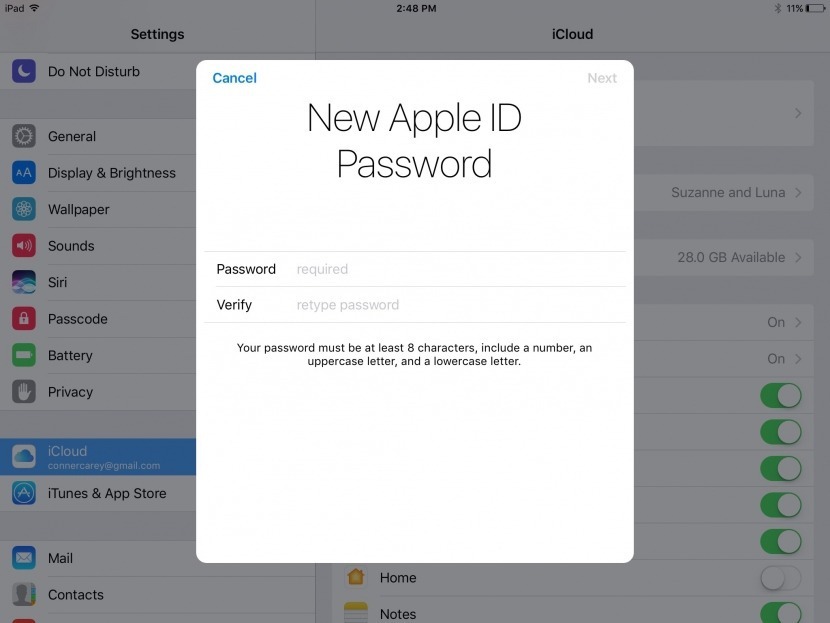 iPad
2:48 PM
11%
Settings
iCloud
Do Not Disturb
General
Display & Brightness
AA
Wallpaper
Sounds
Siri
Passcode
Battery
Privacy
iCloud
connercarey@gmail.com
iTunes & App Store
Mail
Contacts
Cancel
Next
New Apple ID
Password
Password required
Verify retype password
Your password must be at least 8 characters, include a number, an
uppercase letter, and a lowercase letter.
Suzanne and Luna
28.0 GB Available
On
On
Home
Notes